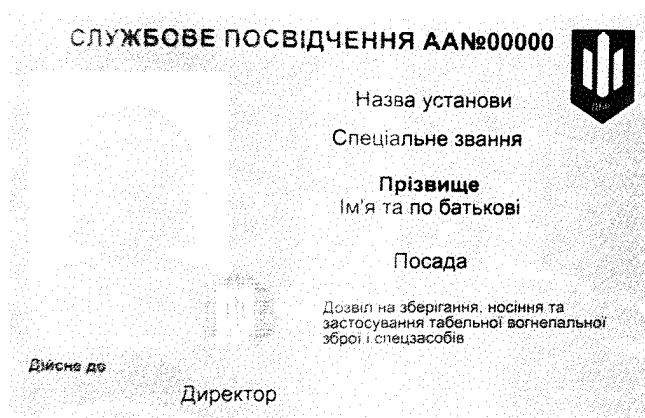 СЛУЖБОВЕ ПОСВІДЧЕННЯ АА№00000
Назва установи
Спеціальне звання
Прізвище
Ім'я та по батькові
Посада
Дозвіл на зберігання, носіння та
застосування табельної вогнепальної
зброї і спецзасобів
Дійсне до
Директор